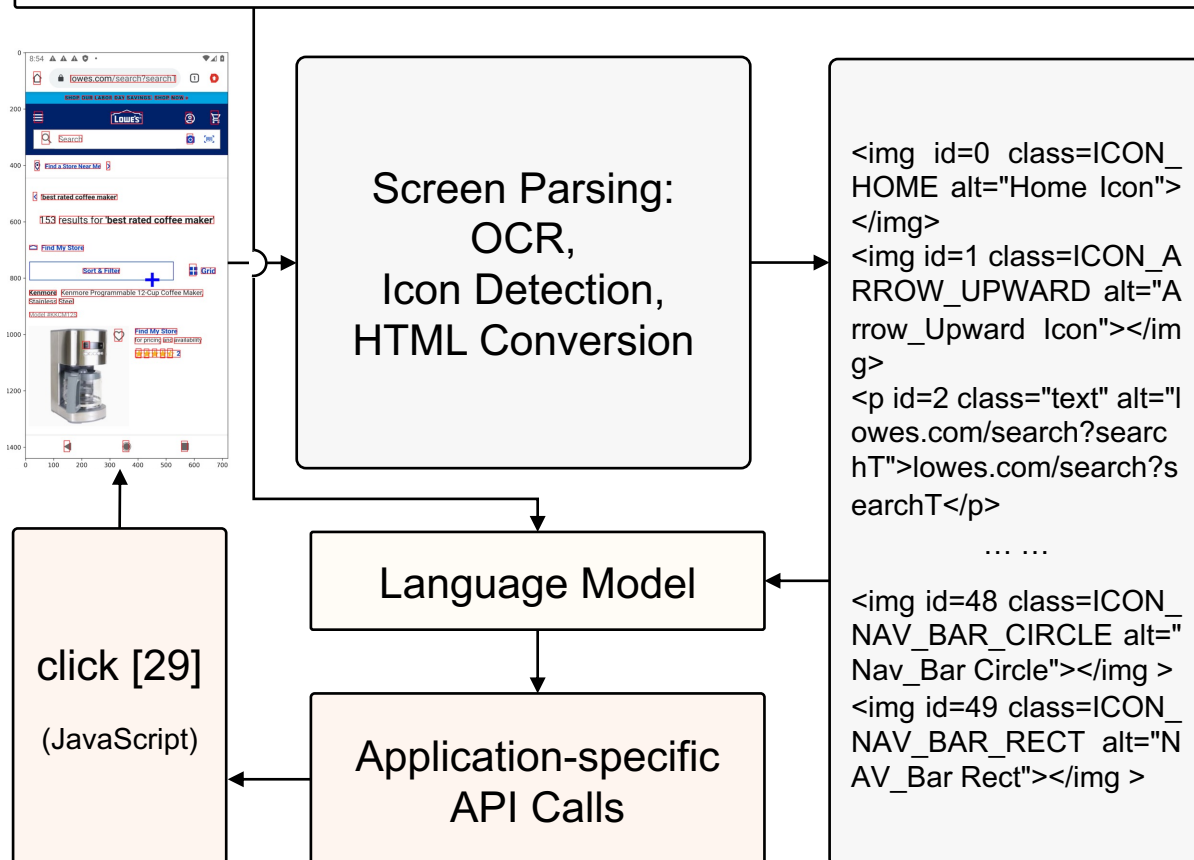 0
200
400
600
800
1000
1200
1400
0 100 200 300 400 500 600 700
8:54
lowes.com/search?searchT
1
SHOP OUR LABOR DAY SAVINGS. SHOP NOW >
LOWE'S
Search
Find a Store Near Me
'best rated coffee maker'
153 results for 'best rated coffee maker'
Find My Store
Sort & Filter
Grid
Kenmore Kenmore Programmable 12-Cup Coffee Maker,
Stainless Steel
Find My Store
for pricing and availability
2
Screen Parsing:
OCR,
Icon Detection,
HTML Conversion
<img id=0 class=ICON_
HOME alt="Home Icon">
</img>
<img id=1 class=ICON_A
RROW_UPWARD alt="A
rrow_Upward Icon"></im
g>
<p id=2 class="text" alt="l
owes.com/search?searc
hT">lowes.com/search?s
earchT</p>
... ...
<img id=48 class=ICON_
NAV_BAR_CIRCLE alt="
Nav_Bar Circle"></img >
<img id=49 class=ICON_
NAV_BAR_RECT alt="N
AV_Bar Rect"></img >
Language Model
click [29]
(JavaScript)
Application-specific
API Calls